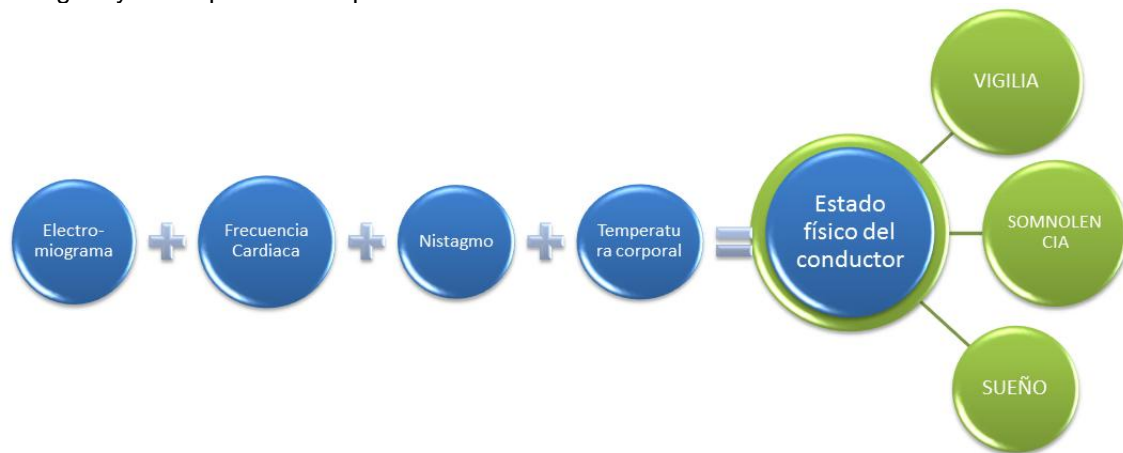 Electro-
miograma
Frecuencia
Cardiaca
Nistagmo
Temperatu
ra corporal
Estado
físico del
conductor
VIGILIA
SOMNOLEN
CIA
SUEÑO